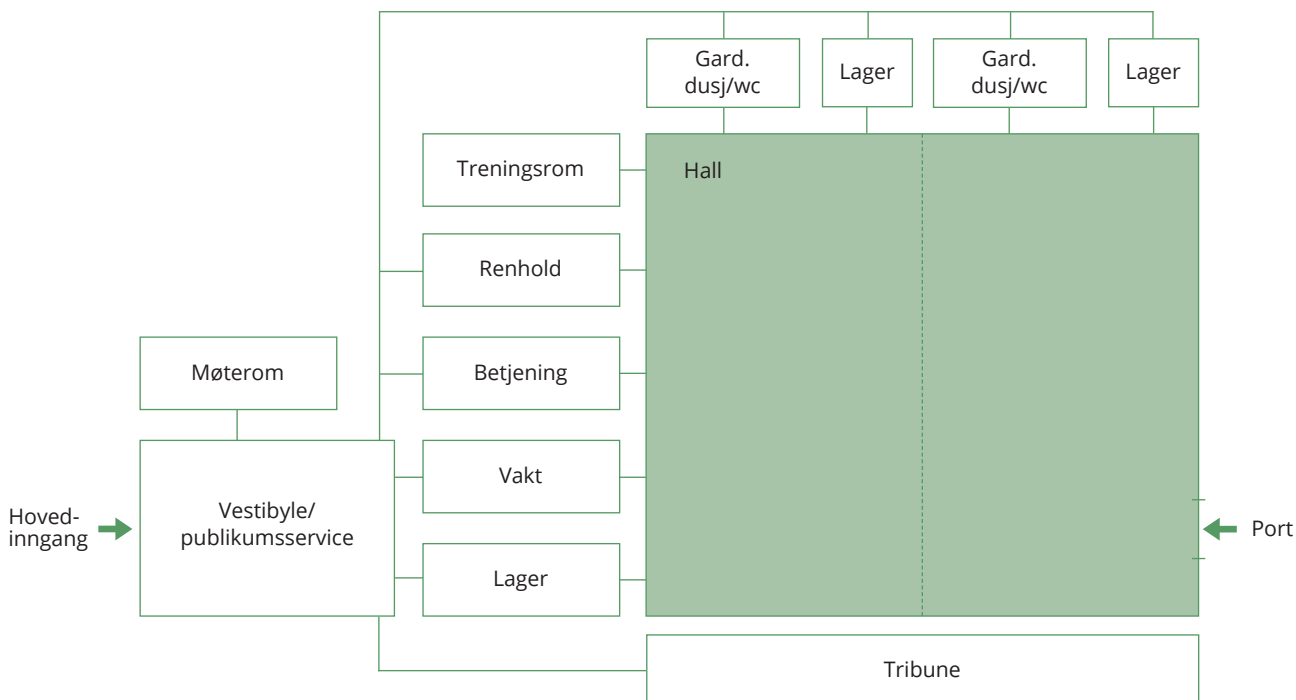 Gard.
dusj/wc
Lager
Gard.
dusj/wc
Lager
Treningsrom
Hall
Renhold
Møterom
Betjening
Vakt
Hoved-
inngang
Vestibyle/
publikumsservice
Port
Lager
Tribune